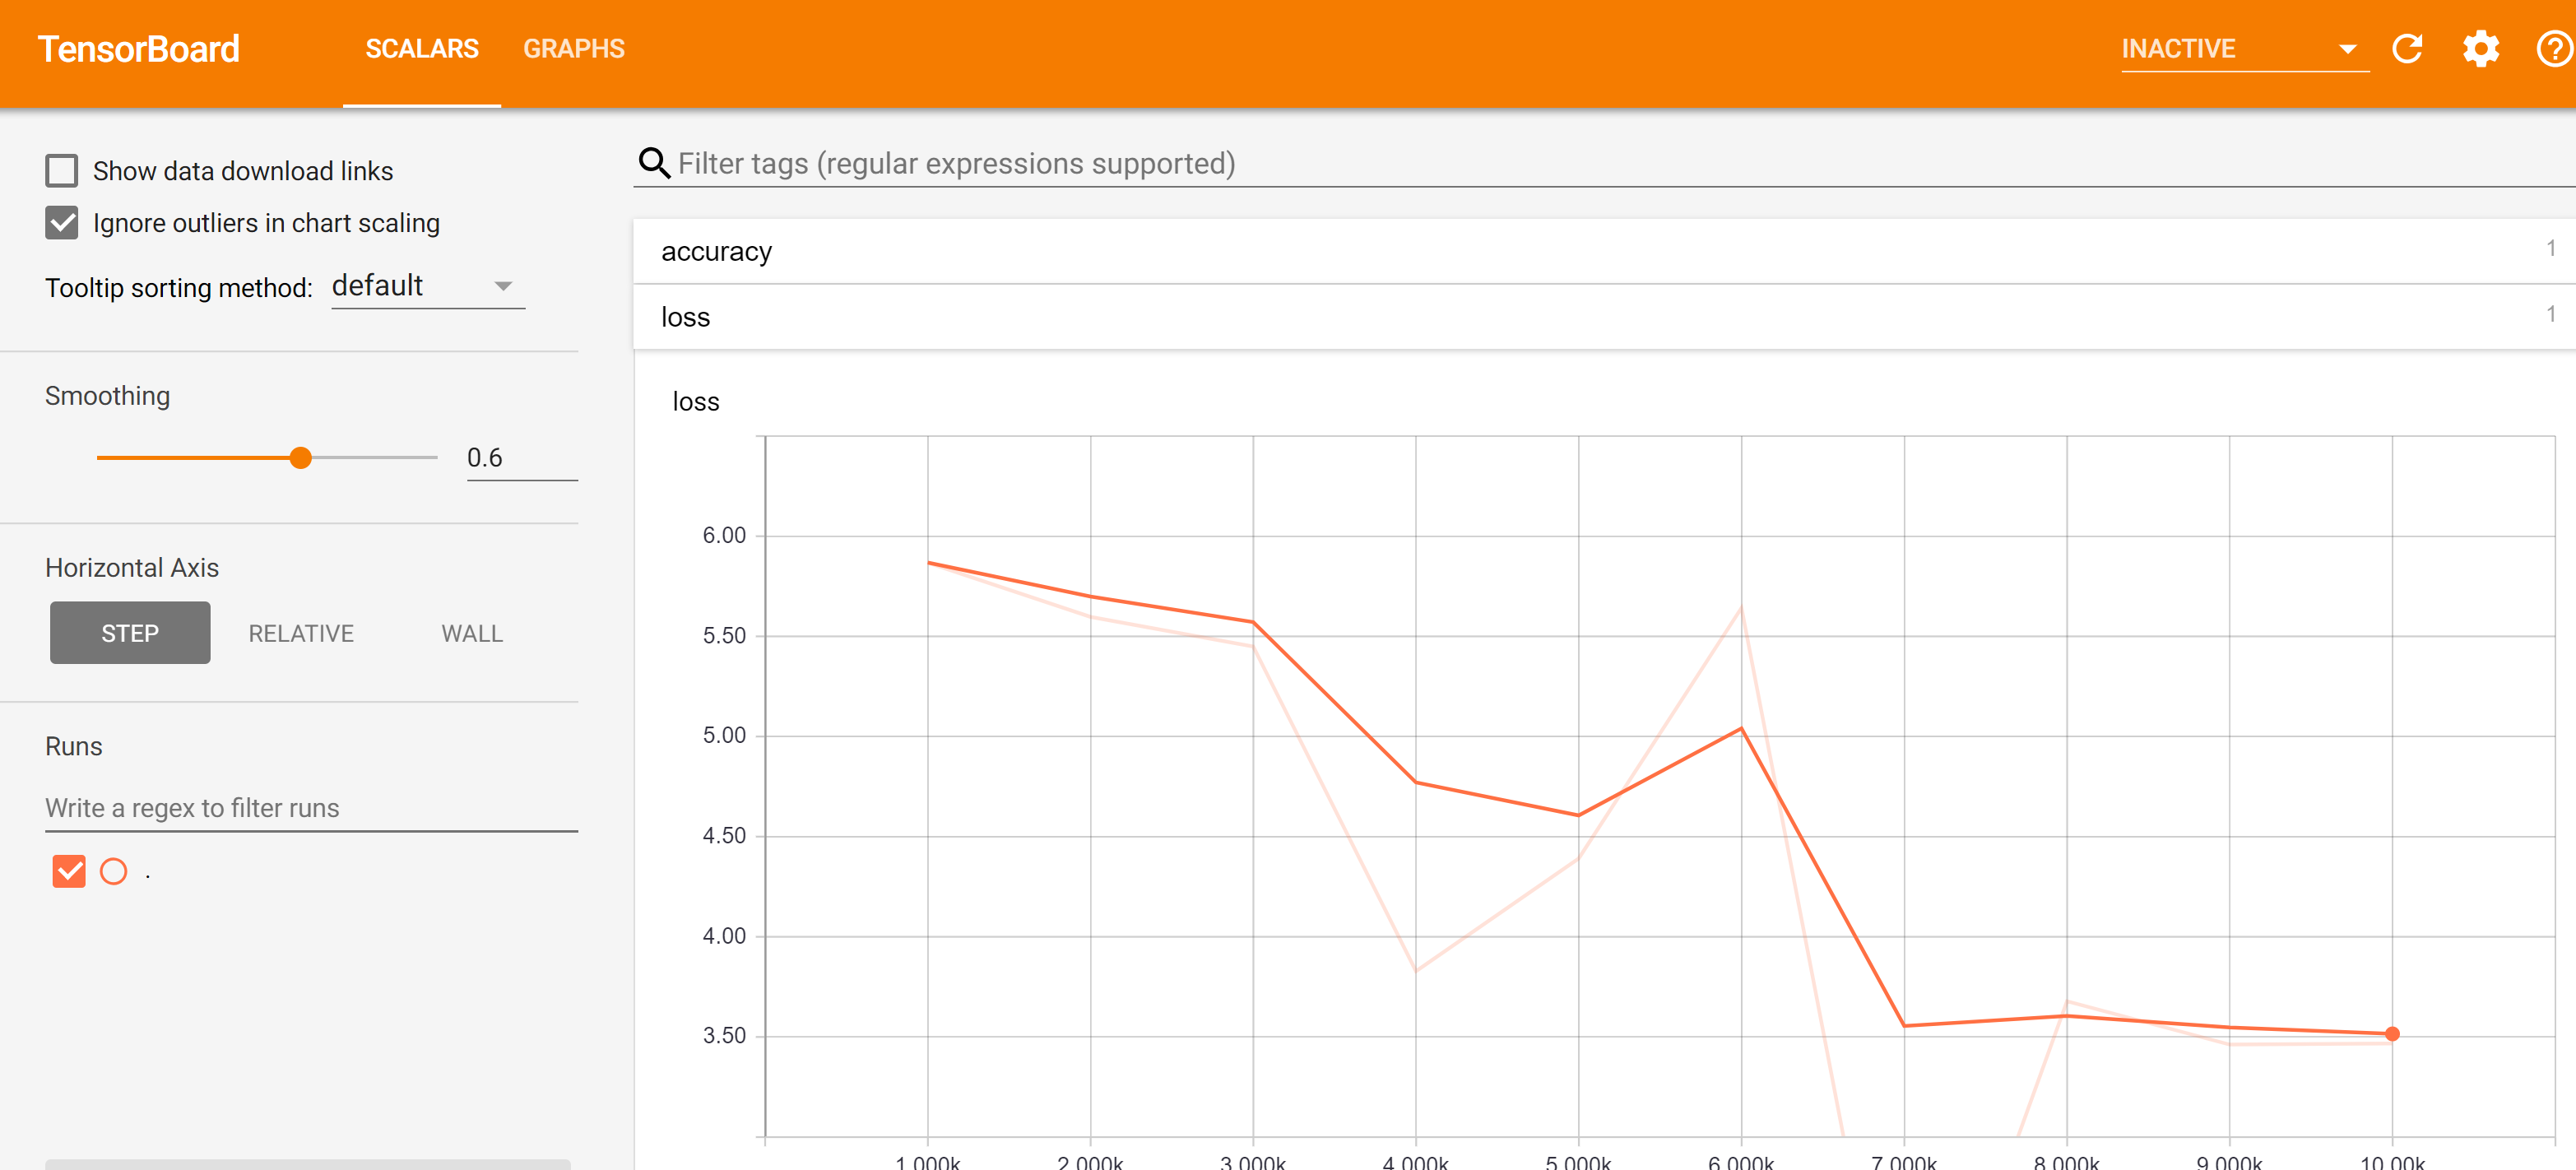 TensorBoard SCALARS GRAPHS INACTIVE
Show data download links
Ignore outliers in chart scaling
Tooltip sorting method: default
Smoothing
0.6
Horizontal Axis
STEP RELATIVE WALL
Runs
Write a regex to filter runs
.
Filter tags (regular expressions supported)
accuracy 1
loss 1
loss
6.00
5.50
5.00
4.50
4.00
3.50
1.000k 2.000k 3.000k 4.000k 5.000k 6.000k 7.000k 8.000k 9.000k 10.00k